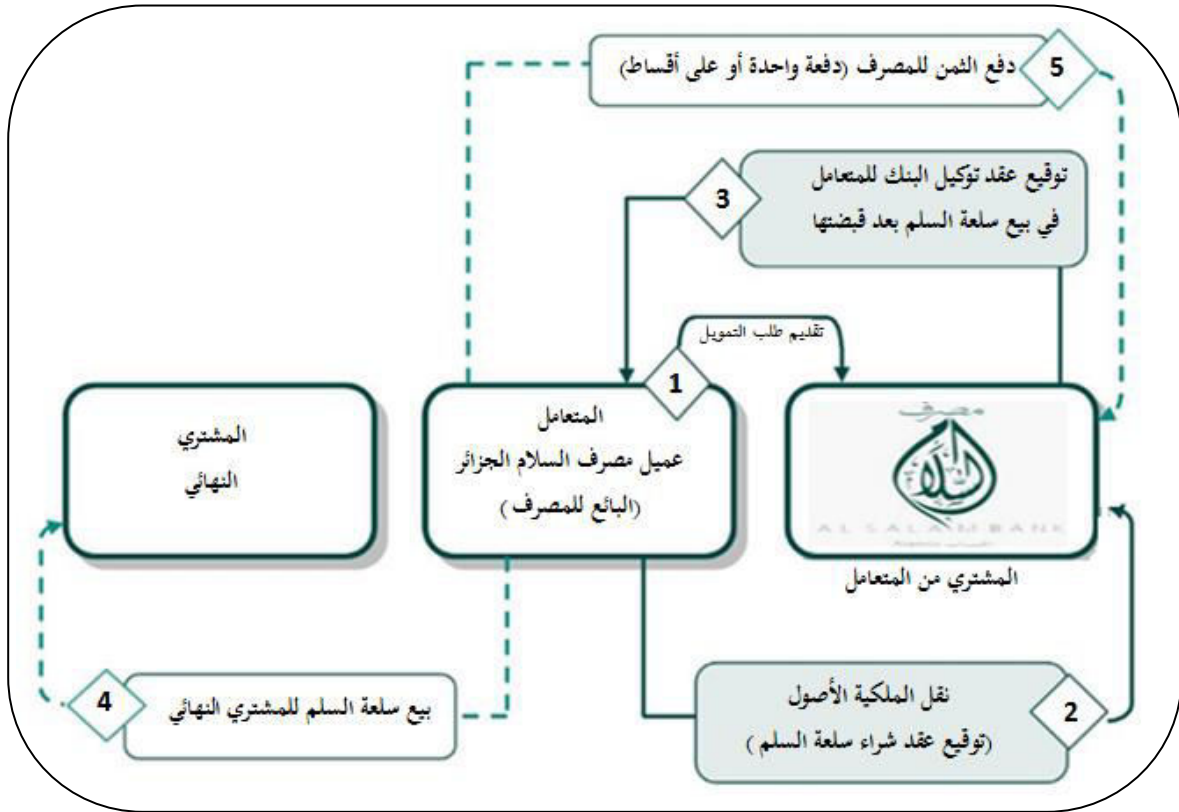 دفع الثمن للمصرف (دفعة واحدة أو على أقساط)
5
توقيع عقد توكيل البنك للمتعامل
في بيع سلعة السلم بعد قبضتها
3
تقديم طلب التمويل
1
المشتري
النهائي
المتعامل
عميل مصرف السلام الجزائر
(البائع للمصرف )
مصرف
السلام
AL SALAM BANK
المشتري من المتعامل
نقل الملكية الأصول
(توقيع عقد شراء سلعة السلم )
2
بيع سلعة السلم للمشتري النهائي
4